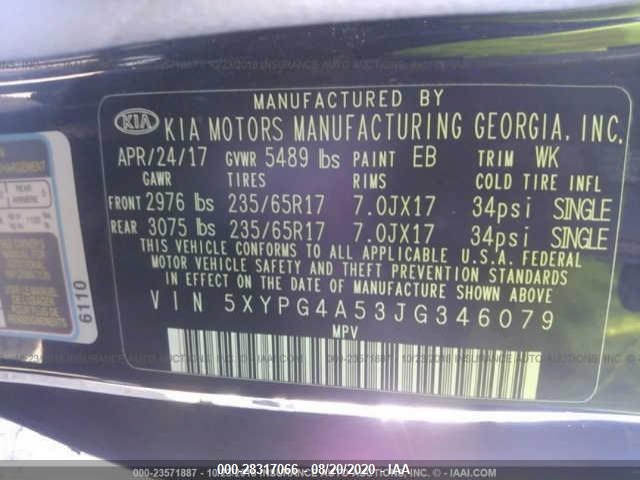 MANUFACTURED BY
KIA KIA MOTORS MANUFACTURING GEORGIA, INC.
APR/24/17 GVWR 5489 lbs PAINT EB TRIM WK
GAWR TIRES RIMS COLD TIRE INFL
FRONT 2976 lbs 235/65R17 7.0JX17 34psi SINGLE
REAR 3075 lbs 235/65R17 7.0JX17 34psi SINGLE
THIS VEHICLE CONFORMS TO ALL APPLICABLE U.S.A. FEDERAL
MOTOR VEHICLE SAFETY AND THEFT PREVENTION STANDARDS
IN EFFECT ON THE DATE OF MANUFACTURE SHOWN ABOVE
VIN 5XYPG4A53JG346079
MPV
6110
000-28317066 - 08/20/2020 - IAA